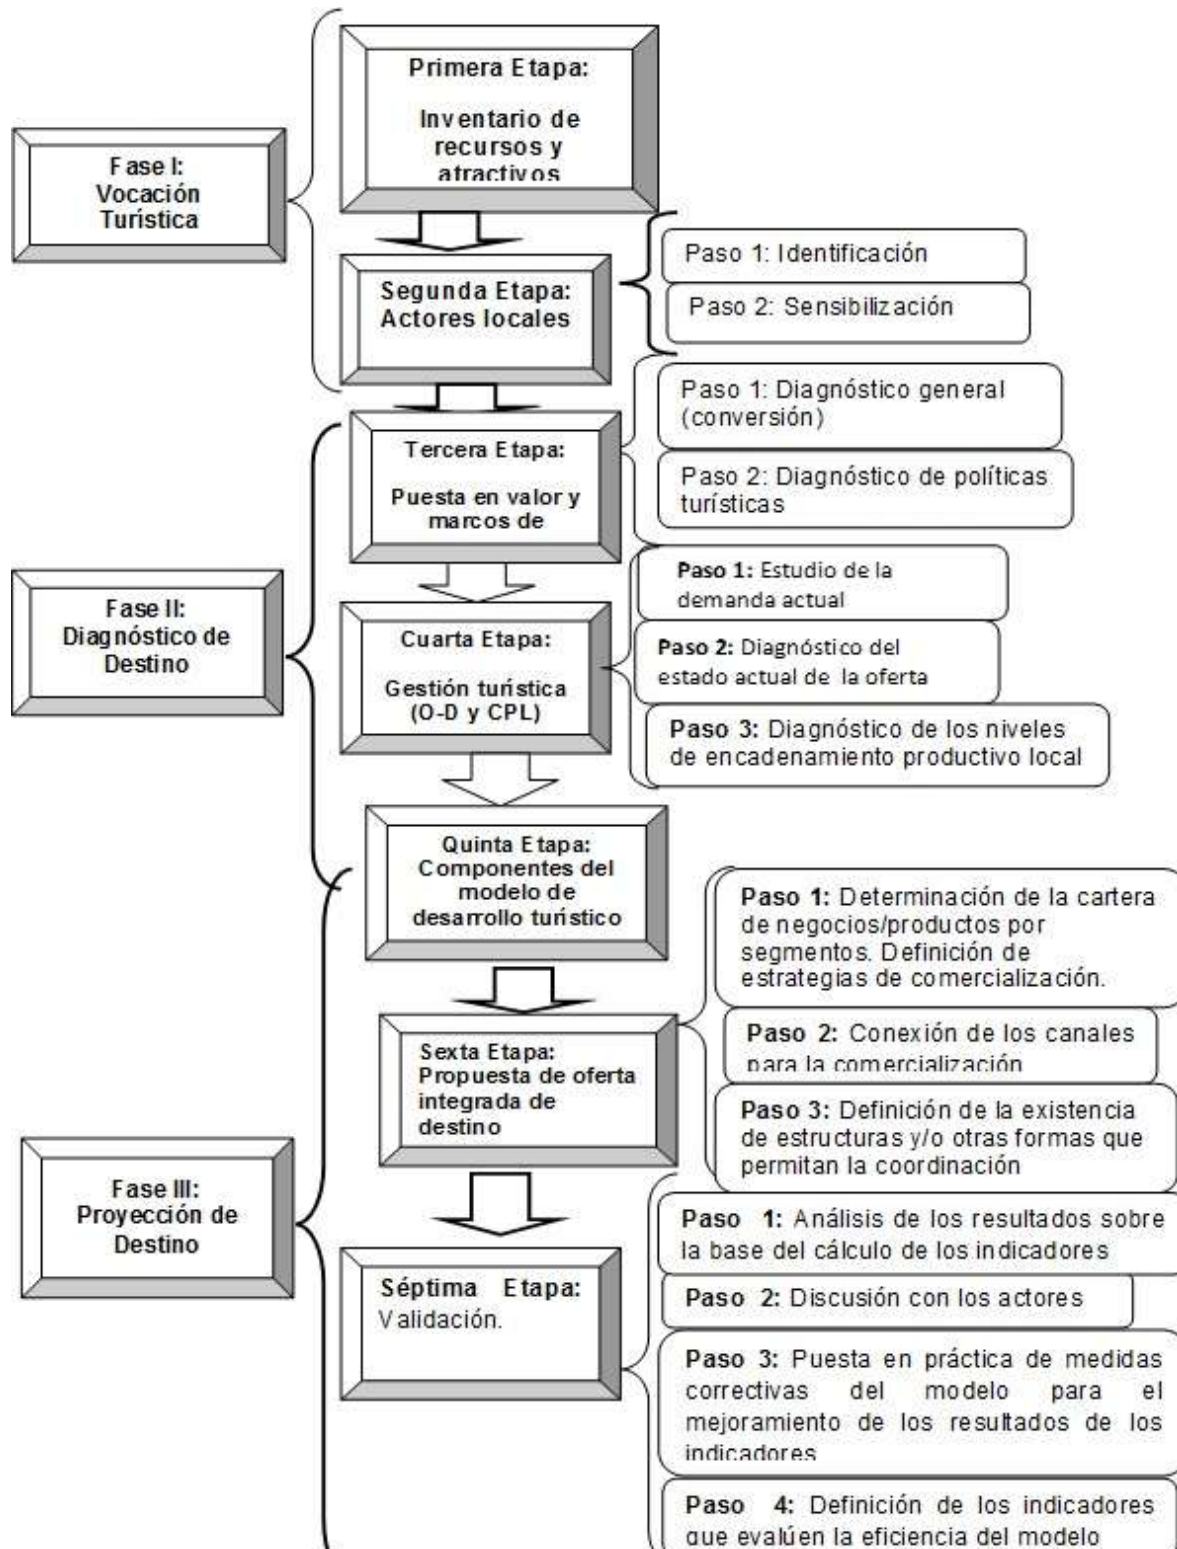 Fase I:
Vocación
Turística
Primera Etapa:
Inventario de
recursos y
atractivos
Segunda Etapa:
Actores locales
Paso 1: Identificación
Paso 2: Sensibilización
Fase II:
Diagnóstico de
Destino
Tercera Etapa:
Puesta en valor y
marcos de
Paso 1: Diagnóstico general
(conversión)
Paso 2: Diagnóstico de políticas
turísticas
Cuarta Etapa:
Gestión turística
(O-D y CPL)
Paso 1: Estudio de la
demanda actual
Paso 2: Diagnóstico del
estado actual de la oferta
Paso 3: Diagnóstico de los niveles
de encadenamiento productivo local
Quinta Etapa:
Componentes del
modelo de
desarrollo turístico
Fase III:
Proyección de
Destino
Sexta Etapa:
Propuesta de oferta
integrada de
destino
Paso 1: Determinación de la cartera
de negocios/productos por
segmentos. Definición de
estrategias de comercialización.
Paso 2: Conexión de los canales
para la comercialización
Paso 3: Definición de la existencia
de estructuras y/o otras formas que
permitan la coordinación
Séptima Etapa:
Validación.
Paso 1: Análisis de los resultados sobre
la base del cálculo de los indicadores
Paso 2: Discusión con los actores
Paso 3: Puesta en práctica de medidas
correctivas del modelo para el
mejoramiento de los resultados de los
indicadores
Paso 4: Definición de los indicadores
que evalúen la eficiencia del modelo